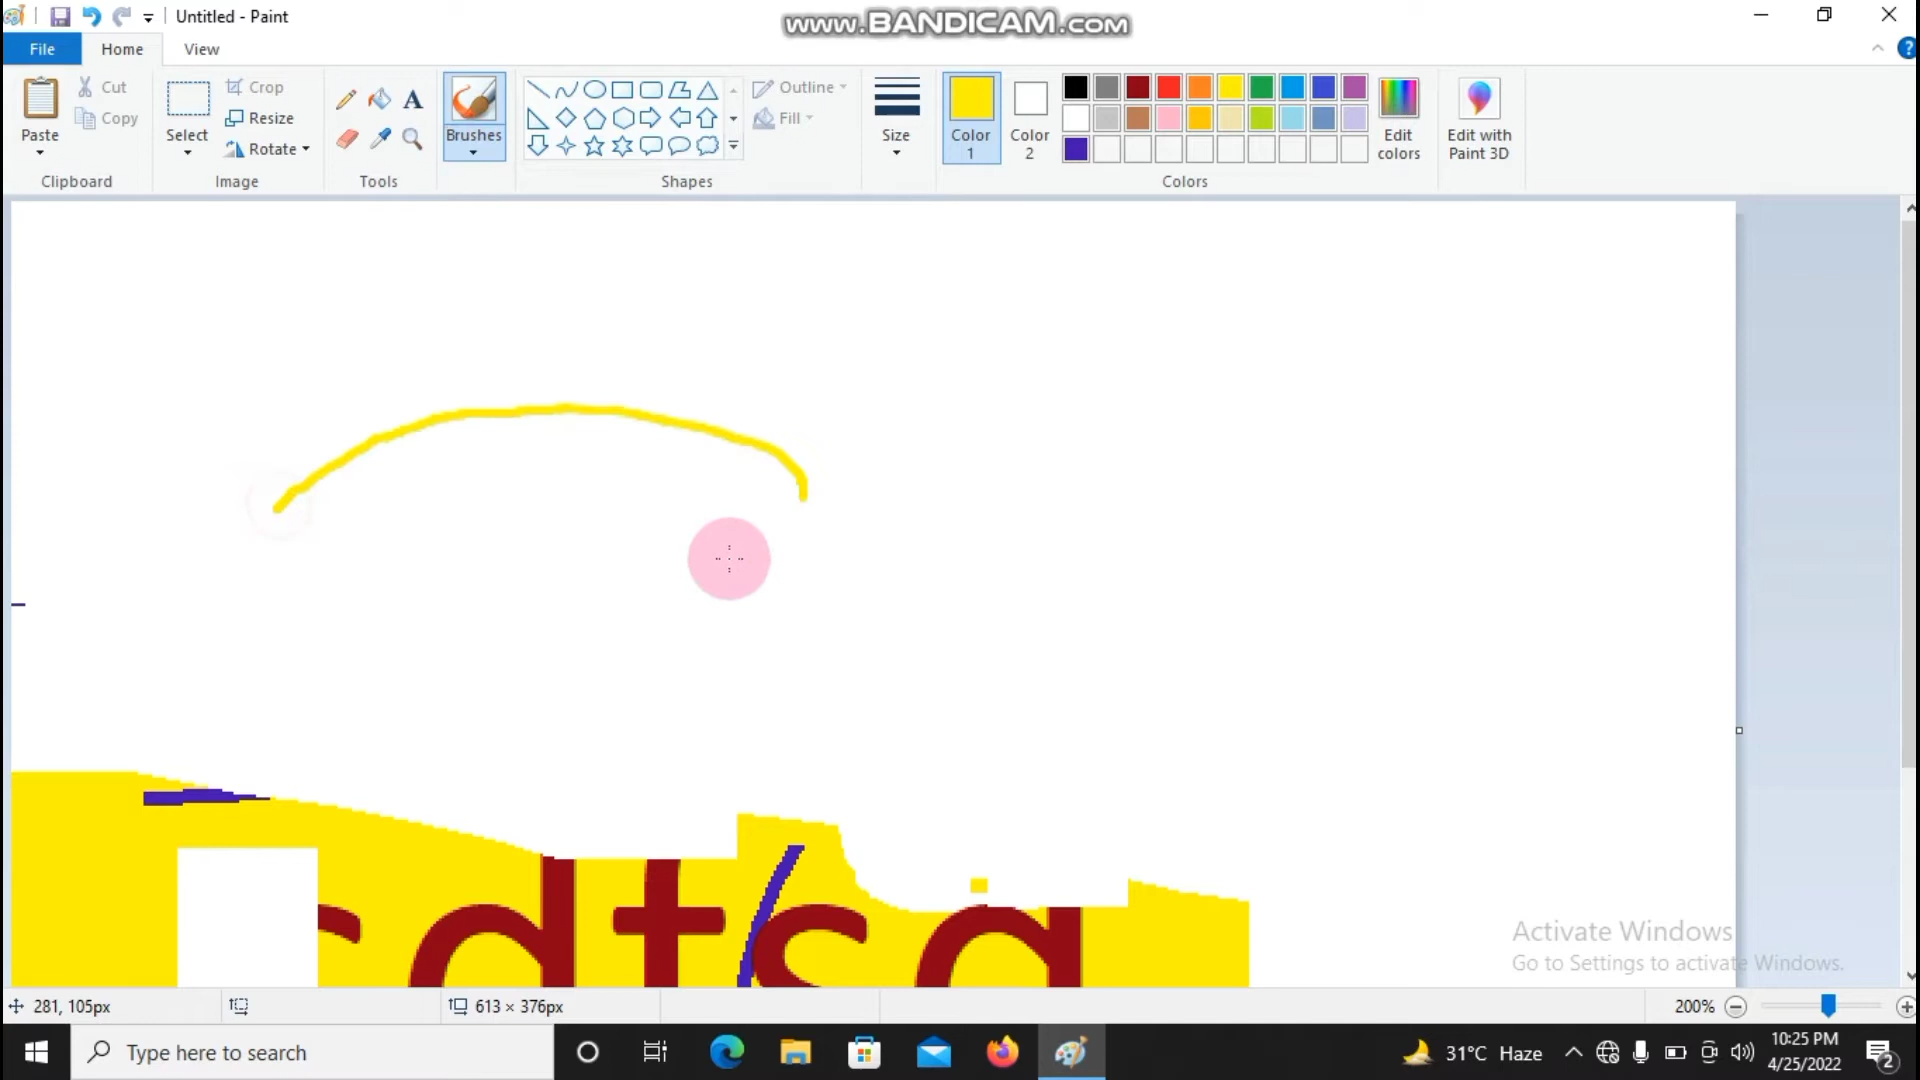 Untitled - Paint
www.BANDICAM.com
File Home View
Paste
Cut
Copy
Clipboard
Select
Crop
Resize
Rotate
Image
A
Tools
Brushes
Outline
Fill
Shapes
Size
Color 1
Color 2
Edit colors
Colors
Edit with Paint 3D
?
sdtsa
Activate Windows
Go to Settings to activate Windows.
281, 105px
613 × 376px
200%
Type here to search
31°C Haze
10:25 PM
4/25/2022
2